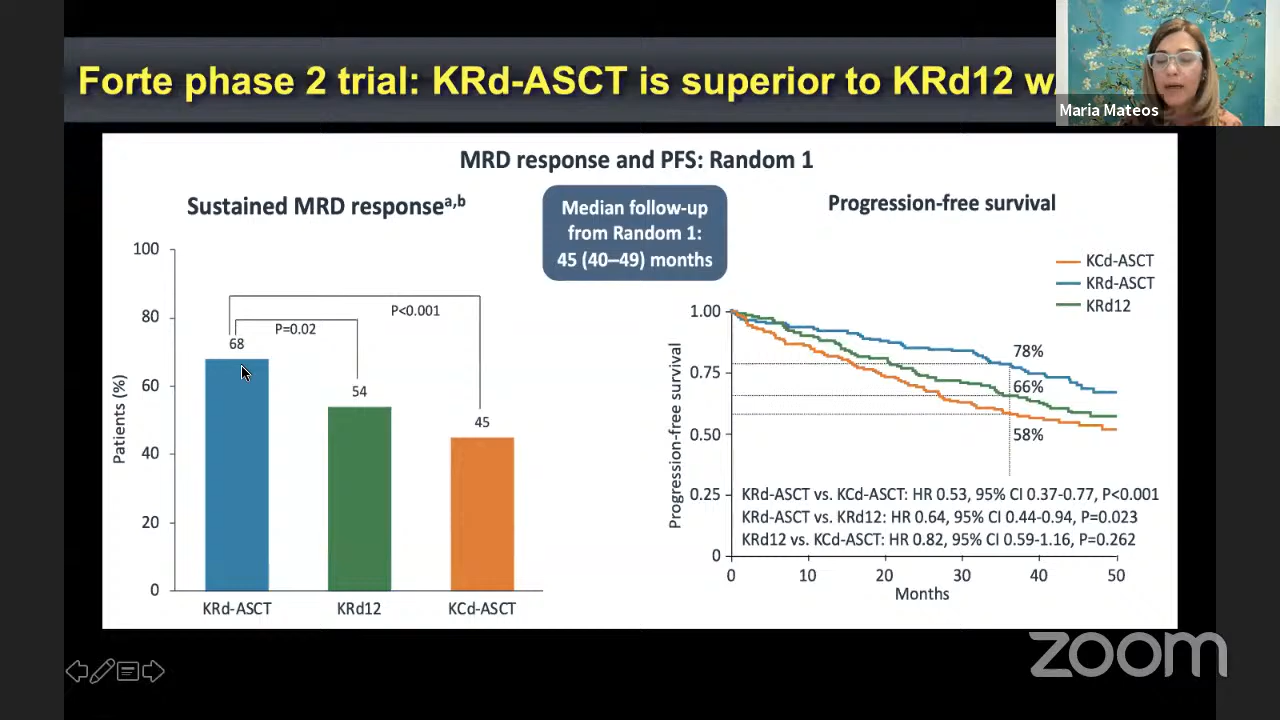 Forte phase 2 trial: KRd-ASCT is superior to KRd12
Maria Mateos
MRD response and PFS: Random 1
Sustained MRD responseᵃ,ᵇ
Median follow-up
from Random 1:
45 (40–49) months
Progression-free survival
Patients (%)
100
80
60
40
20
0
P<0.001
P=0.02
68
54
45
KRd-ASCT
KRd12
KCd-ASCT
KCd-ASCT
KRd-ASCT
KRd12
Progression-free survival
1.00
0.75
0.50
0.25
0
78%
66%
58%
KRd-ASCT vs. KCd-ASCT: HR 0.53, 95% CI 0.37-0.77, P<0.001
KRd-ASCT vs. KRd12: HR 0.64, 95% CI 0.44-0.94, P=0.023
KRd12 vs. KCd-ASCT: HR 0.82, 95% CI 0.59-1.16, P=0.262
0
10
20
30
40
50
Months
zoom